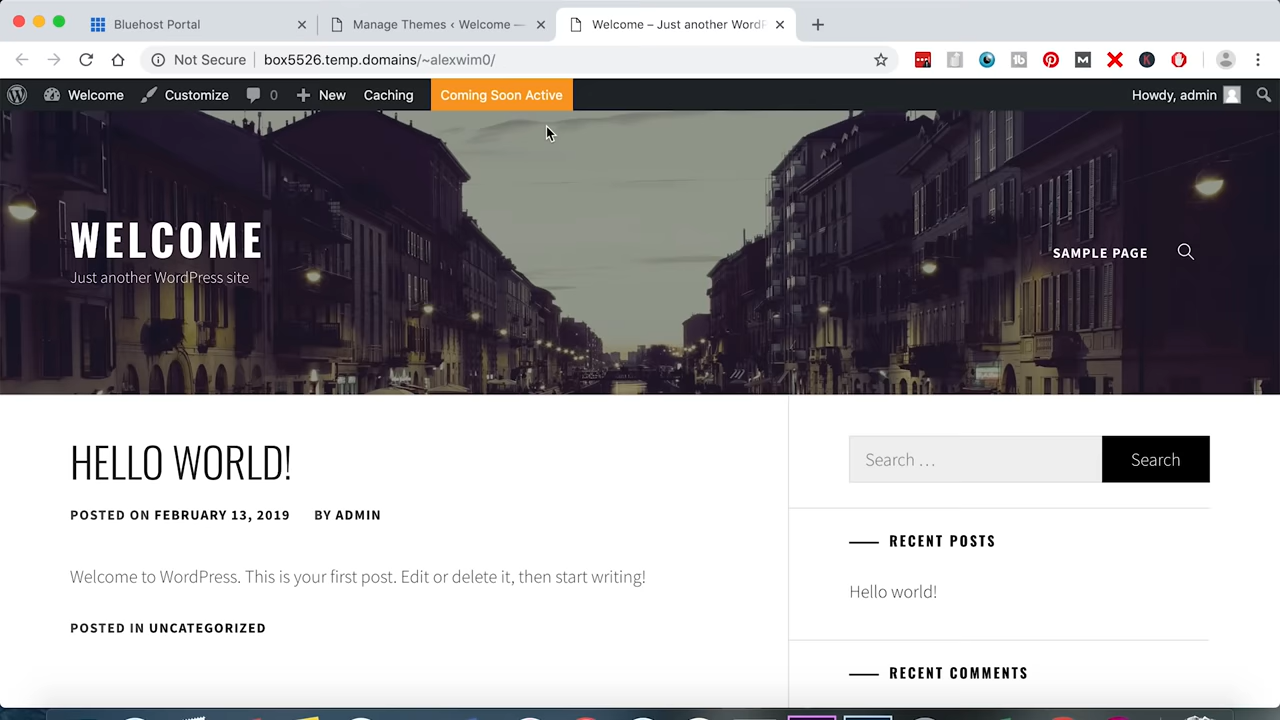 Bluehost Portal
Manage Themes ‹ Welcome —
Welcome – Just another WordP
Not Secure
box5526.temp.domains/~alexwim0/
Welcome
Customize
0
New
Caching
Coming Soon Active
Howdy, admin
WELCOME
Just another WordPress site
SAMPLE PAGE
HELLO WORLD!
POSTED ON FEBRUARY 13, 2019 BY ADMIN
Welcome to WordPress. This is your first post. Edit or delete it, then start writing!
POSTED IN UNCATEGORIZED
Search …
Search
RECENT POSTS
Hello world!
RECENT COMMENTS